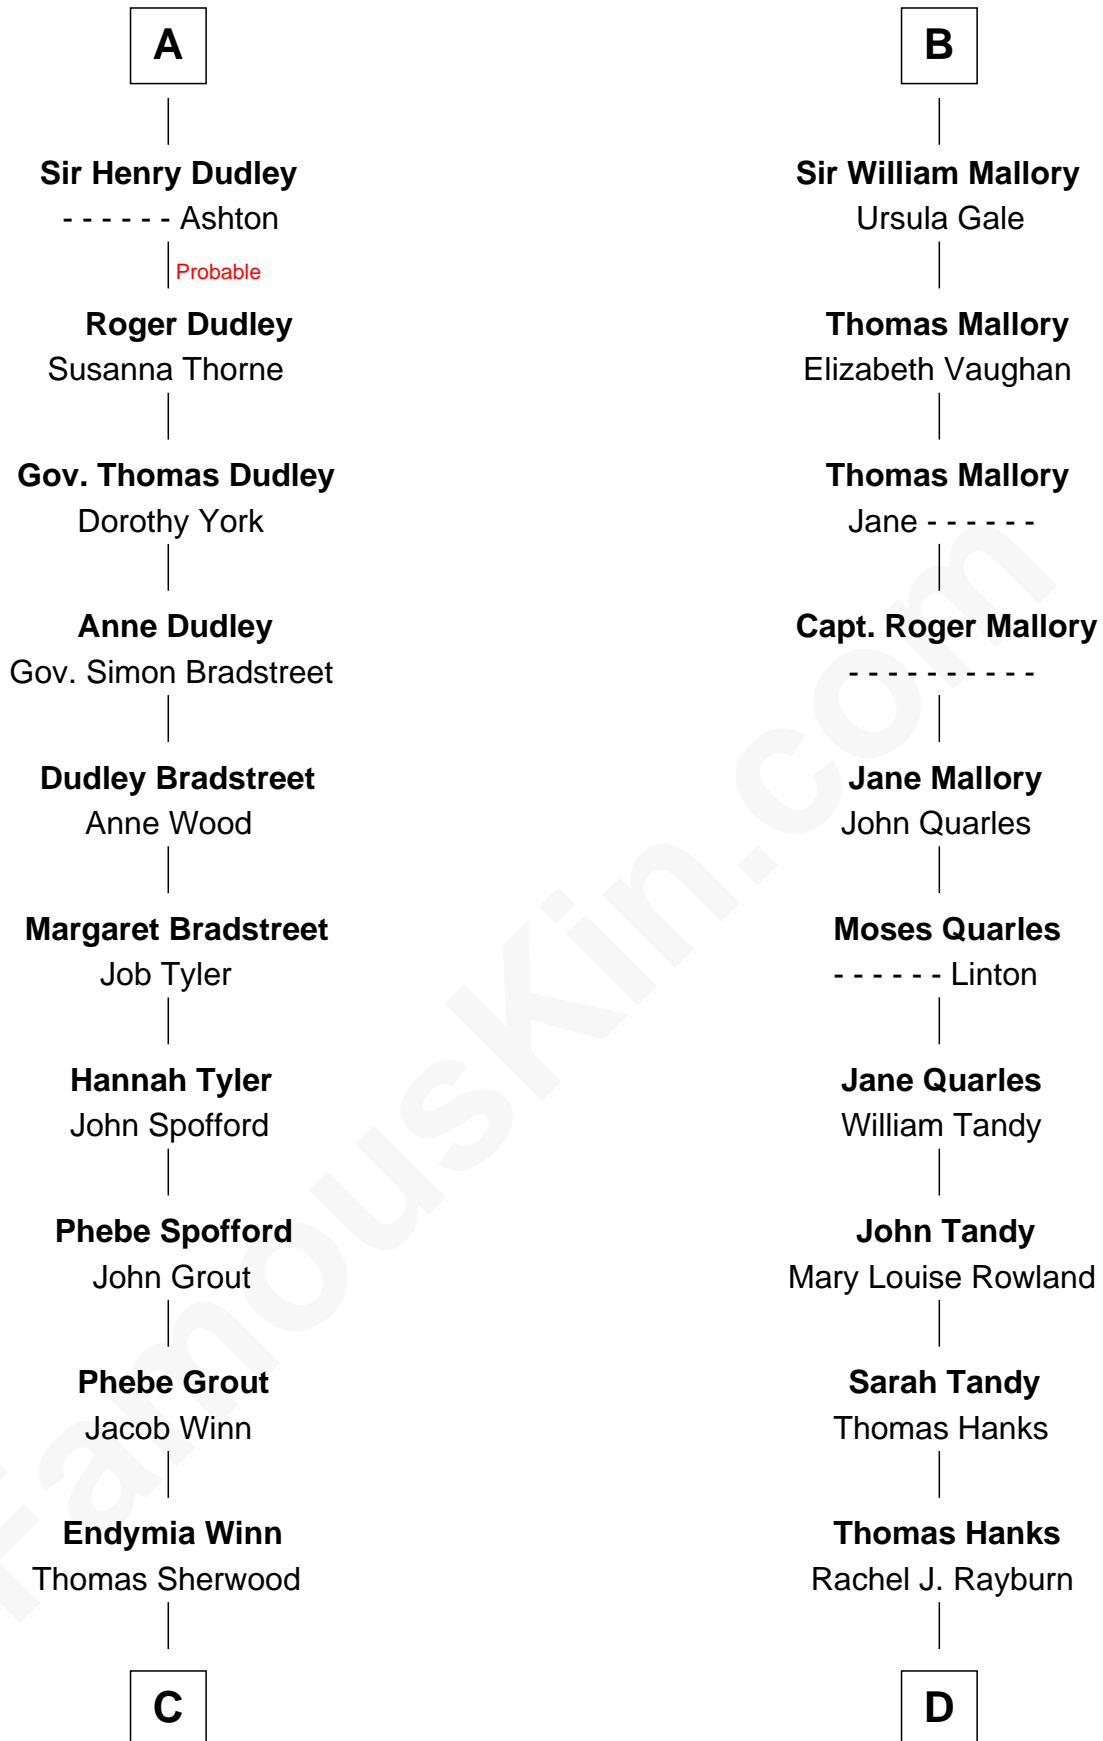 A
Sir Henry Dudley
- - - - - - Ashton
Probable
Roger Dudley
Susanna Thorne
Gov. Thomas Dudley
Dorothy York
Anne Dudley
Gov. Simon Bradstreet
Dudley Bradstreet
Anne Wood
Margaret Bradstreet
Job Tyler
Hannah Tyler
John Spofford
Phebe Spofford
John Grout
Phebe Grout
Jacob Winn
Endymia Winn
Thomas Sherwood
C
B
Sir William Mallory
Ursula Gale
Thomas Mallory
Elizabeth Vaughan
Thomas Mallory
Jane - - - - - -
Capt. Roger Mallory
- - - - - - - - - -
Jane Mallory
John Quarles
Moses Quarles
- - - - - - Linton
Jane Quarles
William Tandy
John Tandy
Mary Louise Rowland
Sarah Tandy
Thomas Hanks
Thomas Hanks
Rachel J. Rayburn
D
FamousKin.com